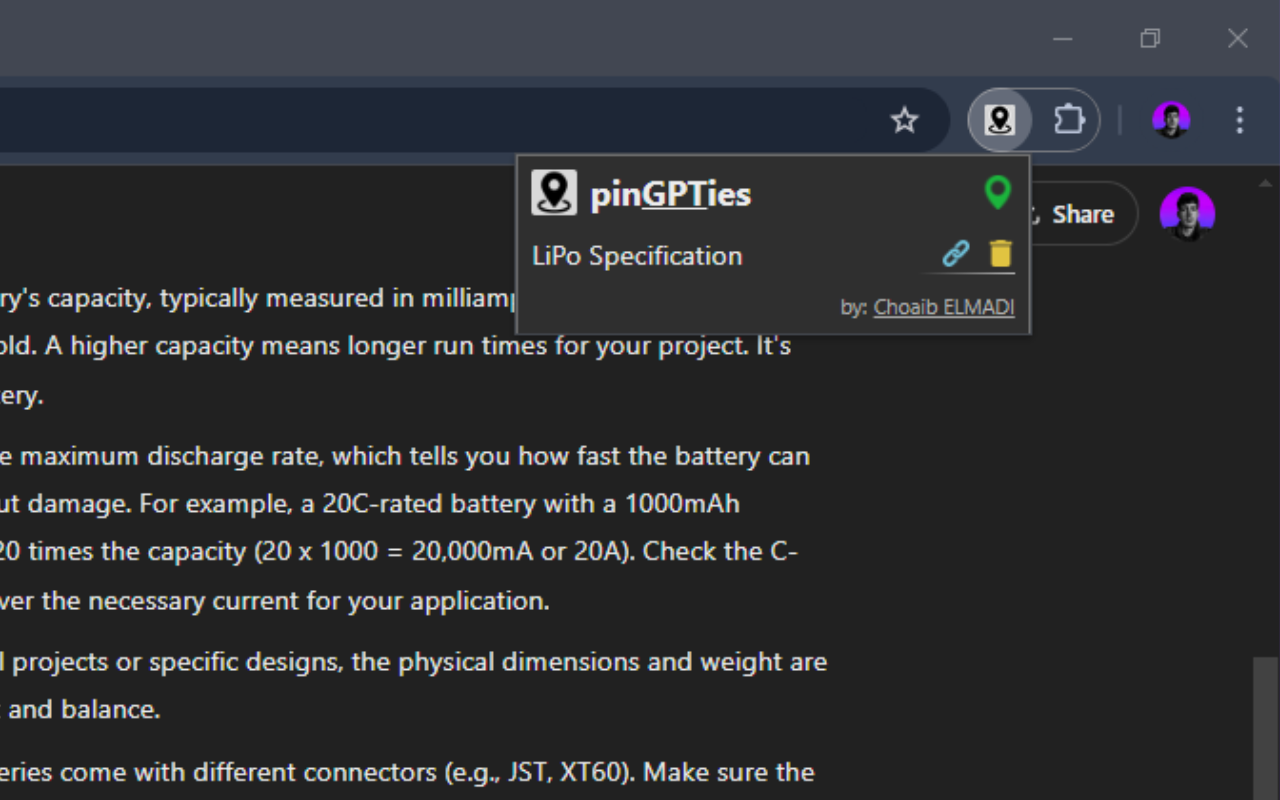 pinGPTies
Share
LiPo Specification
by: Choaib ELMADI
ry's capacity, typically measured in milliamp
old. A higher capacity means longer run times for your project. It's
ery.
e maximum discharge rate, which tells you how fast the battery can
ut damage. For example, a 20C-rated battery with a 1000mAh
20 times the capacity (20 x 1000 = 20,000mA or 20A). Check the C-
ver the necessary current for your application.
l projects or specific designs, the physical dimensions and weight are
t and balance.
eries come with different connectors (e.g., JST, XT60). Make sure the